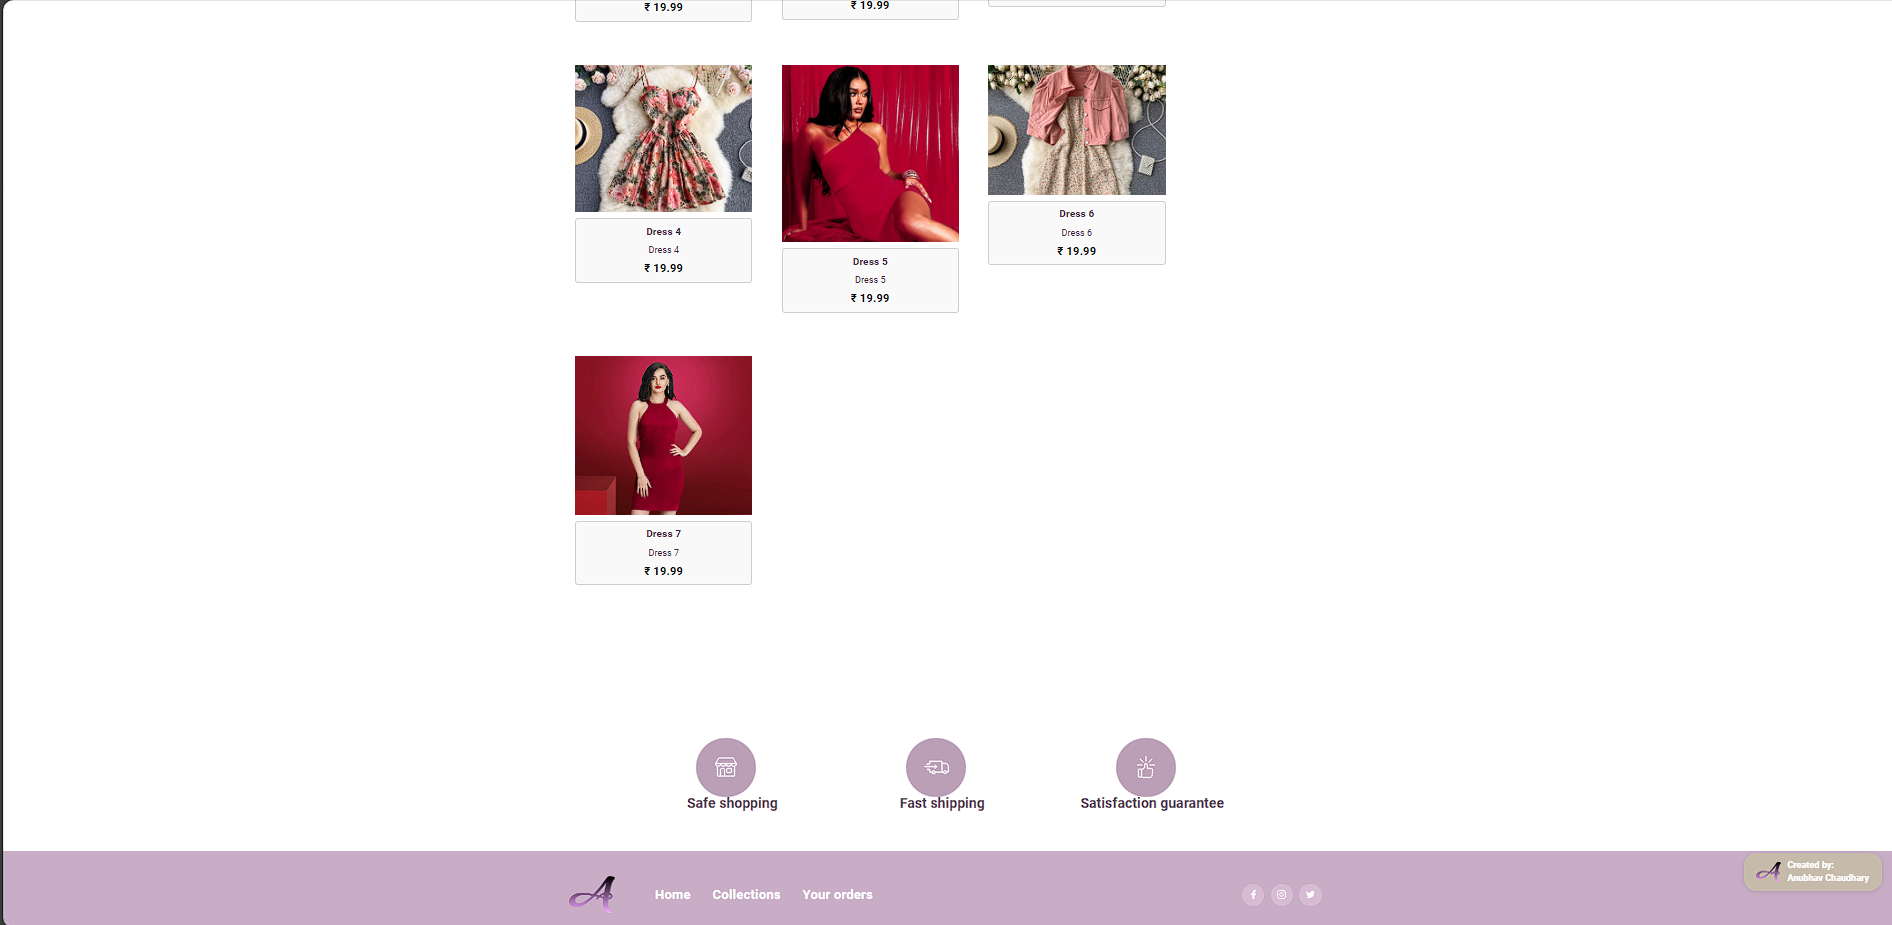 ₹ 19.99
₹ 19.99
Dress 4
Dress 4
₹ 19.99
Dress 5
Dress 5
₹ 19.99
Dress 6
Dress 6
₹ 19.99
Dress 7
Dress 7
₹ 19.99
Safe shopping
Fast shipping
Satisfaction guarantee
A
Home
Collections
Your orders
A
Created by:
Anubhav Chaudhary